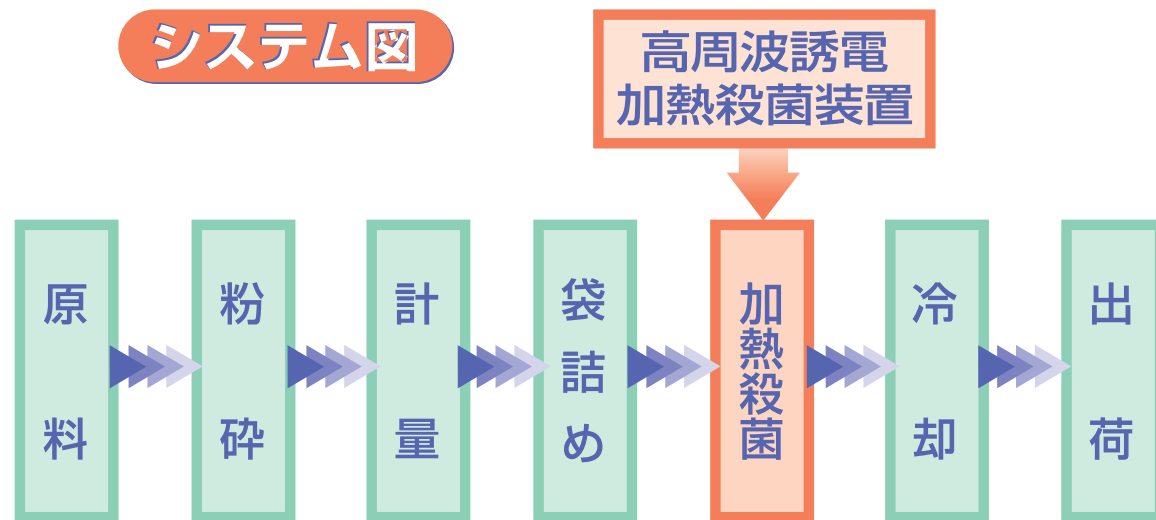 システム図
高周波誘電
加熱殺菌装置
原料
粉砕
計量
袋詰め
加熱殺菌
冷却
出荷